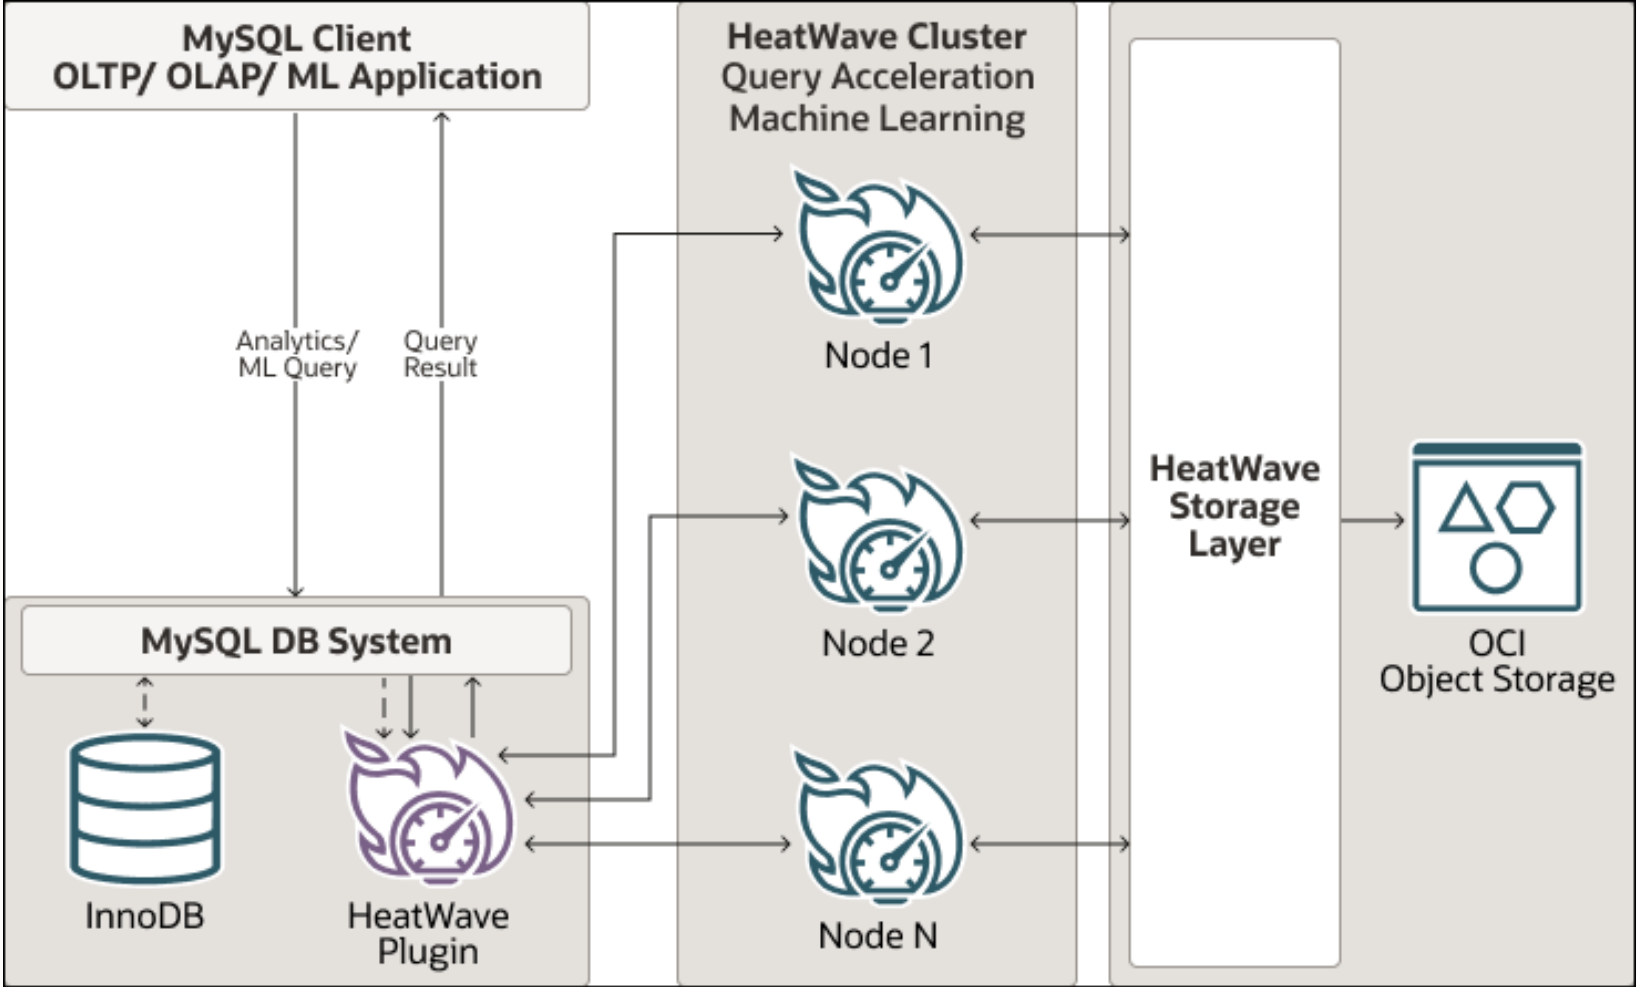 MySQL Client
OLTP/ OLAP/ ML Application
Analytics/
ML Query
Query
Result
MySQL DB System
InnoDB
HeatWave
Plugin
HeatWave Cluster
Query Acceleration
Machine Learning
Node 1
Node 2
Node N
HeatWave
Storage
Layer
OCI
Object Storage